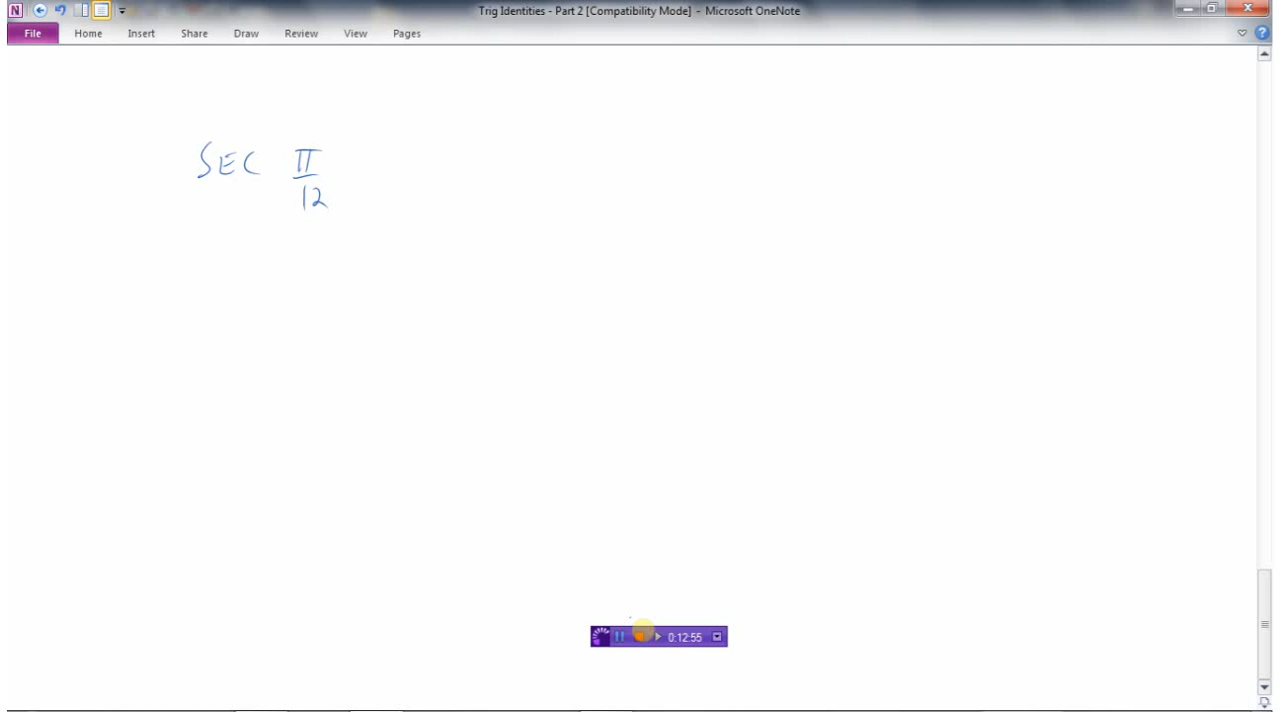 Trig Identities - Part 2 [Compatibility Mode] - Microsoft OneNote
File Home Insert Share Draw Review View Pages
SEC π
12
0:12:55